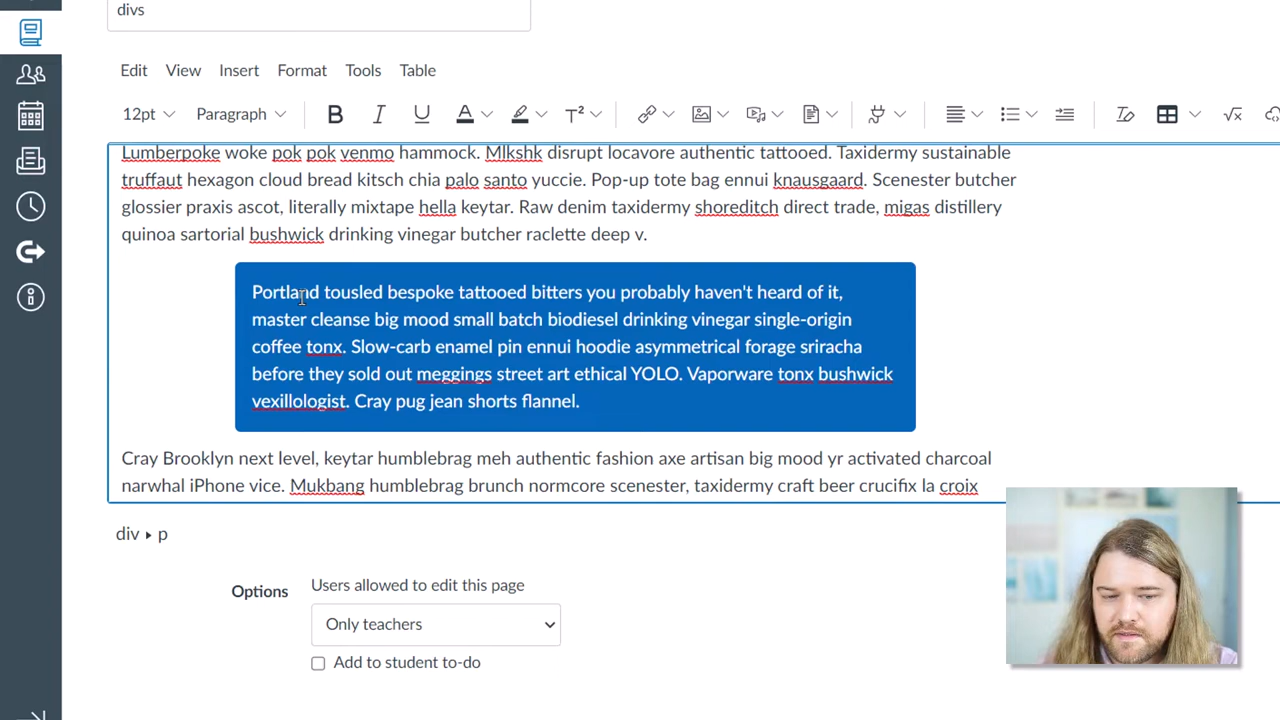 divs
Edit View Insert Format Tools Table
12pt Paragraph B I U A T²
Lumberpoke woke pok pok venmo hammock. Mlkshk disrupt locavore authentic tattooed. Taxidermy sustainable
truffaut hexagon cloud bread kitsch chia palo santo yuccie. Pop-up tote bag ennui knausgaard. Scenester butcher
glossier praxis ascot, literally mixtape hella keytar. Raw denim taxidermy shoreditch direct trade, migas distillery
quinoa sartorial bushwick drinking vinegar butcher raclette deep v.
Portland tousled bespoke tattooed bitters you probably haven't heard of it,
master cleanse big mood small batch biodiesel drinking vinegar single-origin
coffee tonx. Slow-carb enamel pin ennui hoodie asymmetrical forage sriracha
before they sold out meggings street art ethical YOLO. Vaporware tonx bushwick
vexillologist. Cray pug jean shorts flannel.
Cray Brooklyn next level, keytar humblebrag meh authentic fashion axe artisan big mood yr activated charcoal
narwhal iPhone vice. Mukbang humblebrag brunch normcore scenester, taxidermy craft beer crucifix la croix
div ▸ p
Options
Users allowed to edit this page
Only teachers
Add to student to-do